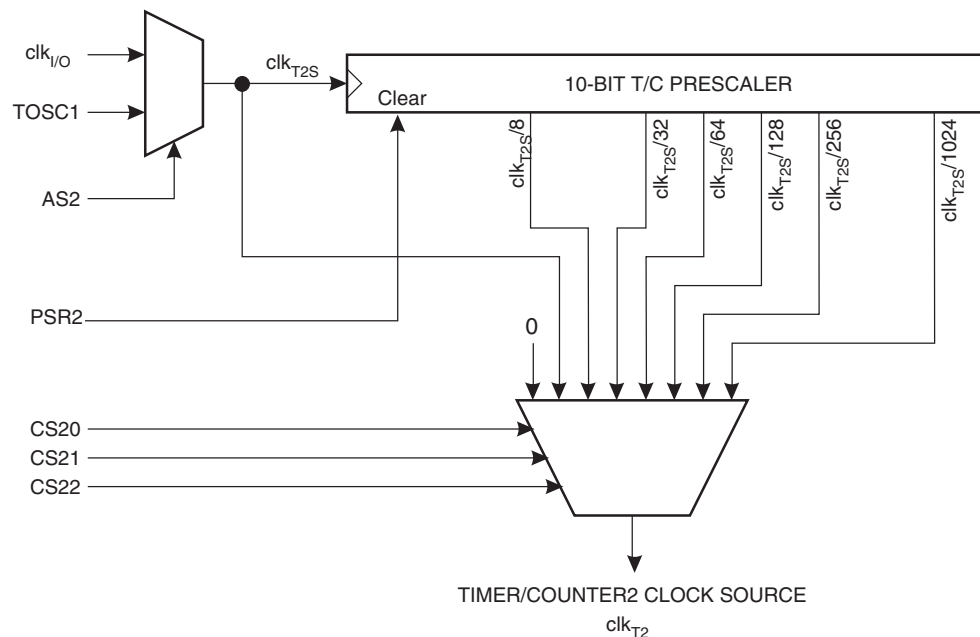 clkI/O
clkT2S
10-BIT T/C PRESCALER
TOSC1
Clear
clkT2S/8
clkT2S/32
clkT2S/64
clkT2S/128
clkT2S/256
clkT2S/1024
AS2
PSR2
0
CS20
CS21
CS22
TIMER/COUNTER2 CLOCK SOURCE
clkT2